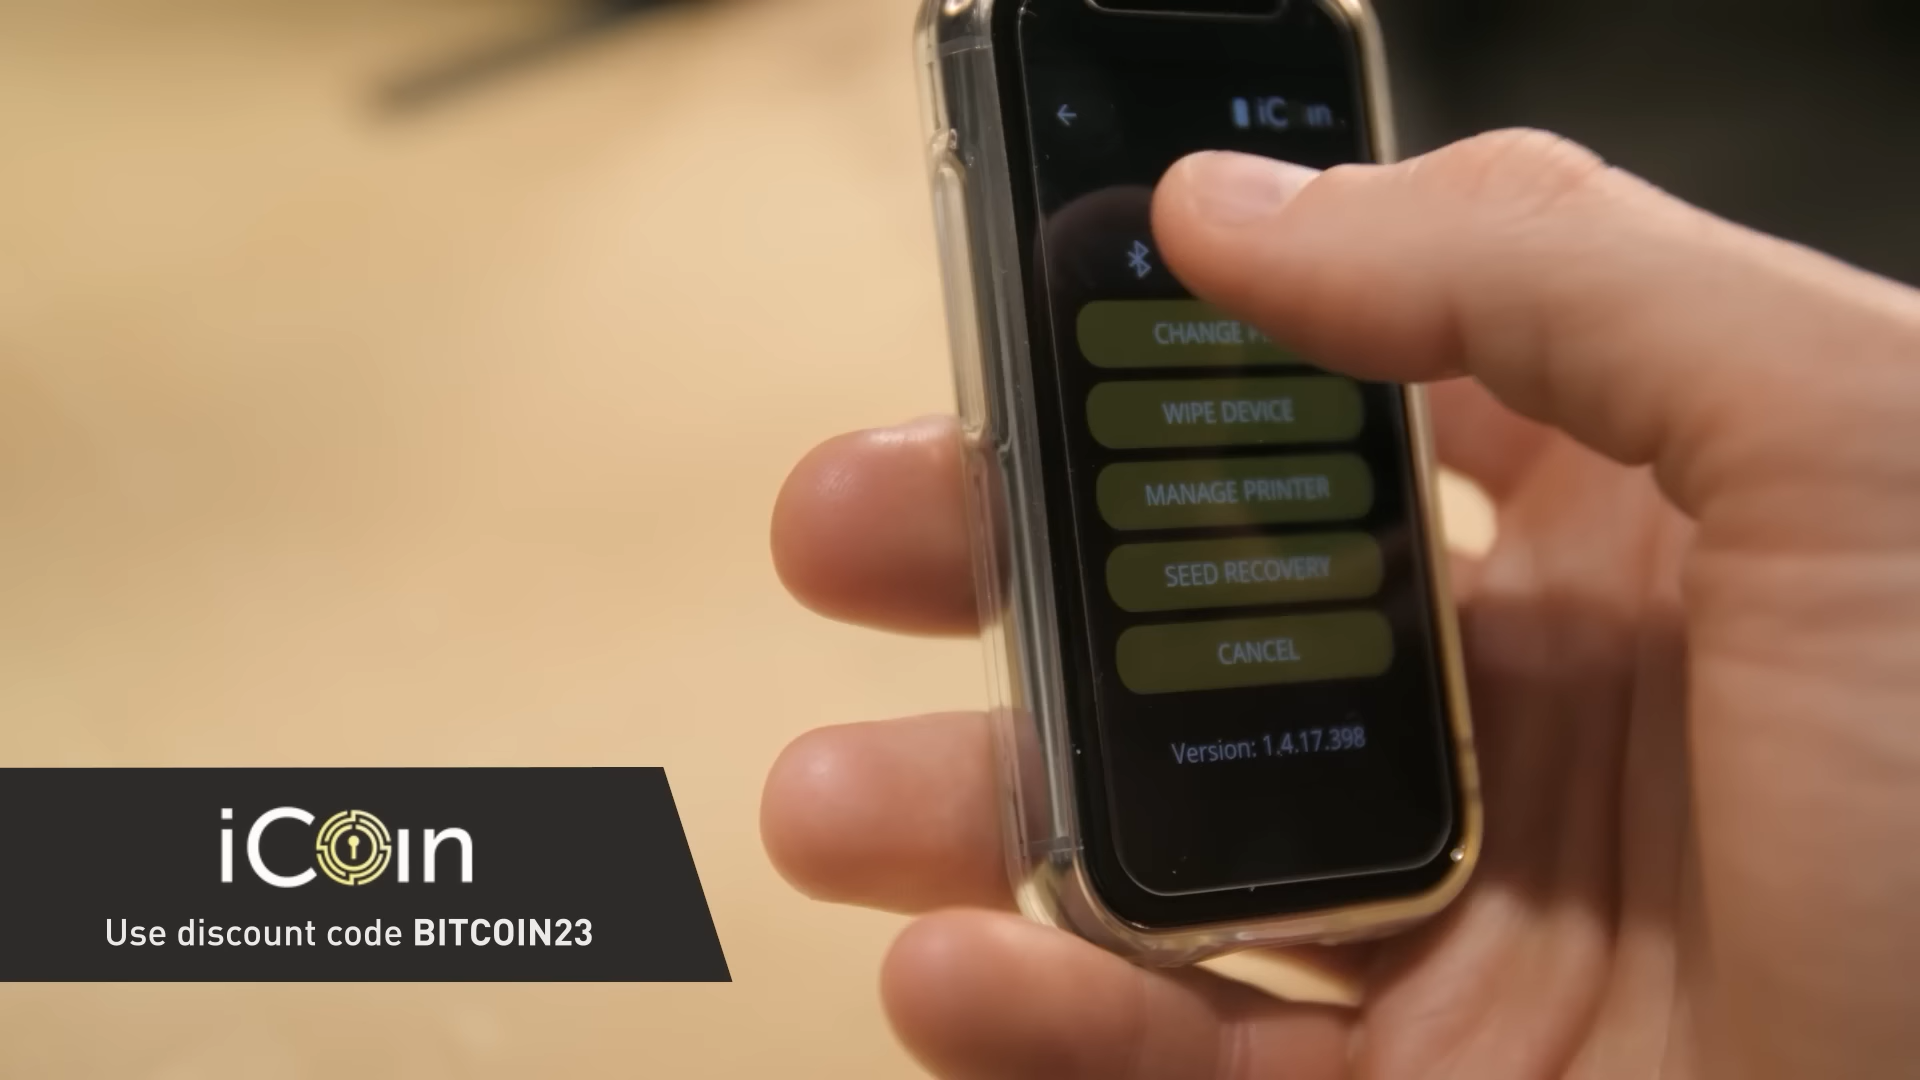 iCoin
CHANGE
WIPE DEVICE
MANAGE PRINTER
SEED RECOVERY
CANCEL
Version: 1.4.17.398
iCoin
Use discount code BITCOIN23